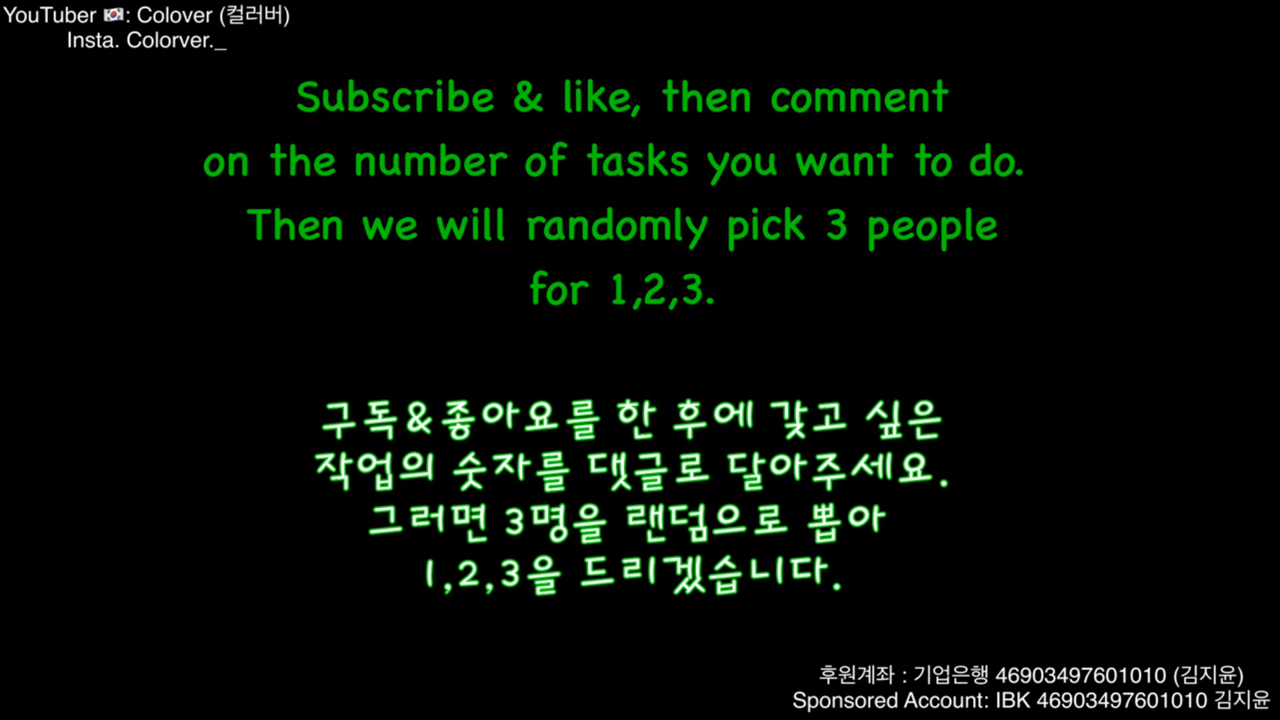 YouTuber 🇰🇷: Colover (컬러버)
Insta. Colorver._
Subscribe & like, then comment
on the number of tasks you want to do.
Then we will randomly pick 3 people
for 1,2,3.
구독&좋아요를 한 후에 갖고 싶은
작업의 숫자를 댓글로 달아주세요.
그러면 3명을 랜덤으로 뽑아
1,2,3을 드리겠습니다.
후원계좌 : 기업은행 46903497601010 (김지윤)
Sponsored Account: IBK 46903497601010 김지윤